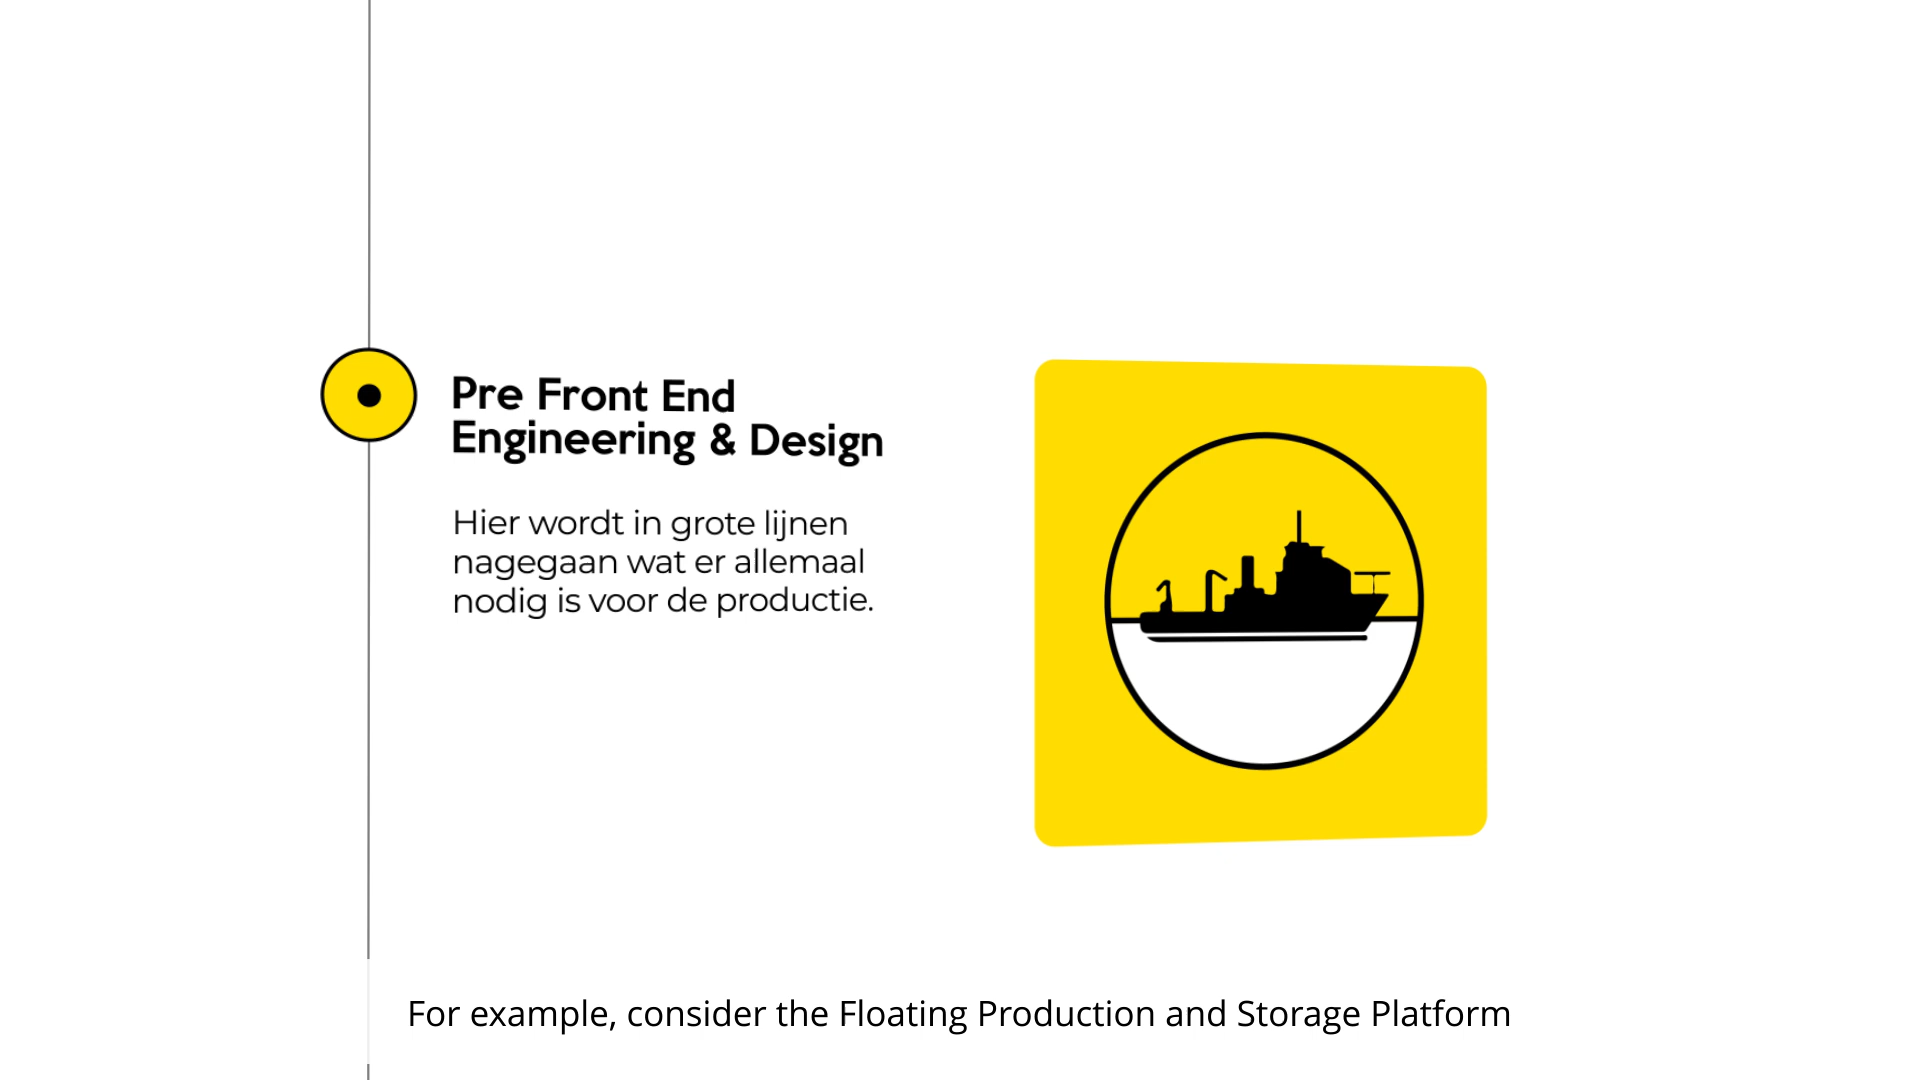 Pre Front End
Engineering & Design
Hier wordt in grote lijnen
nagegaan wat er allemaal
nodig is voor de productie.
For example, consider the Floating Production and Storage Platform